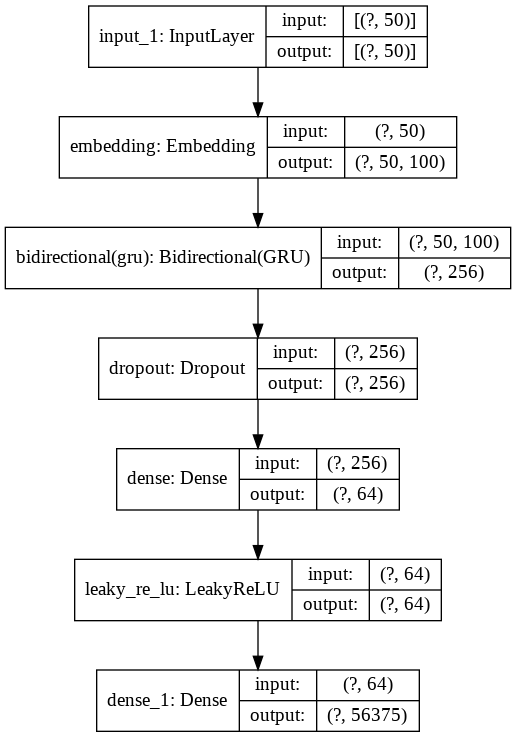 input_1: InputLayer
input: [(?, 50)]
output: [(?, 50)]
embedding: Embedding
input: (?, 50)
output: (?, 50, 100)
bidirectional(gru): Bidirectional(GRU)
input: (?, 50, 100)
output: (?, 256)
dropout: Dropout
input: (?, 256)
output: (?, 256)
dense: Dense
input: (?, 256)
output: (?, 64)
leaky_re_lu: LeakyReLU
input: (?, 64)
output: (?, 64)
dense_1: Dense
input: (?, 64)
output: (?, 56375)